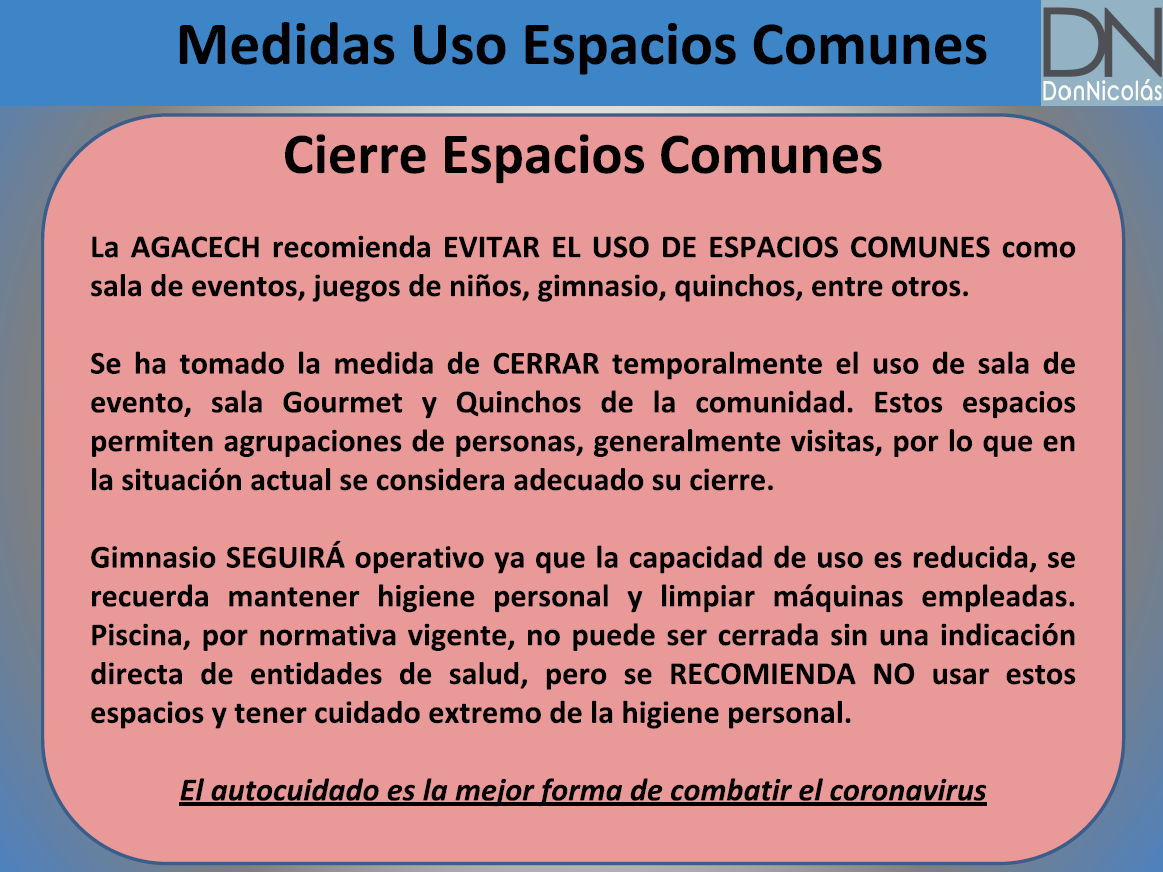 Medidas Uso Espacios Comunes
DN
DonNicolás
Cierre Espacios Comunes
La AGACECH recomienda EVITAR EL USO DE ESPACIOS COMUNES como
sala de eventos, juegos de niños, gimnasio, quinchos, entre otros.
Se ha tomado la medida de CERRAR temporalmente el uso de sala de
evento, sala Gourmet y Quinchos de la comunidad. Estos espacios
permiten agrupaciones de personas, generalmente visitas, por lo que en
la situación actual se considera adecuado su cierre.
Gimnasio SEGUIRÁ operativo ya que la capacidad de uso es reducida, se
recuerda mantener higiene personal y limpiar máquinas empleadas.
Piscina, por normativa vigente, no puede ser cerrada sin una indicación
directa de entidades de salud, pero se RECOMIENDA NO usar estos
espacios y tener cuidado extremo de la higiene personal.
El autocuidado es la mejor forma de combatir el coronavirus